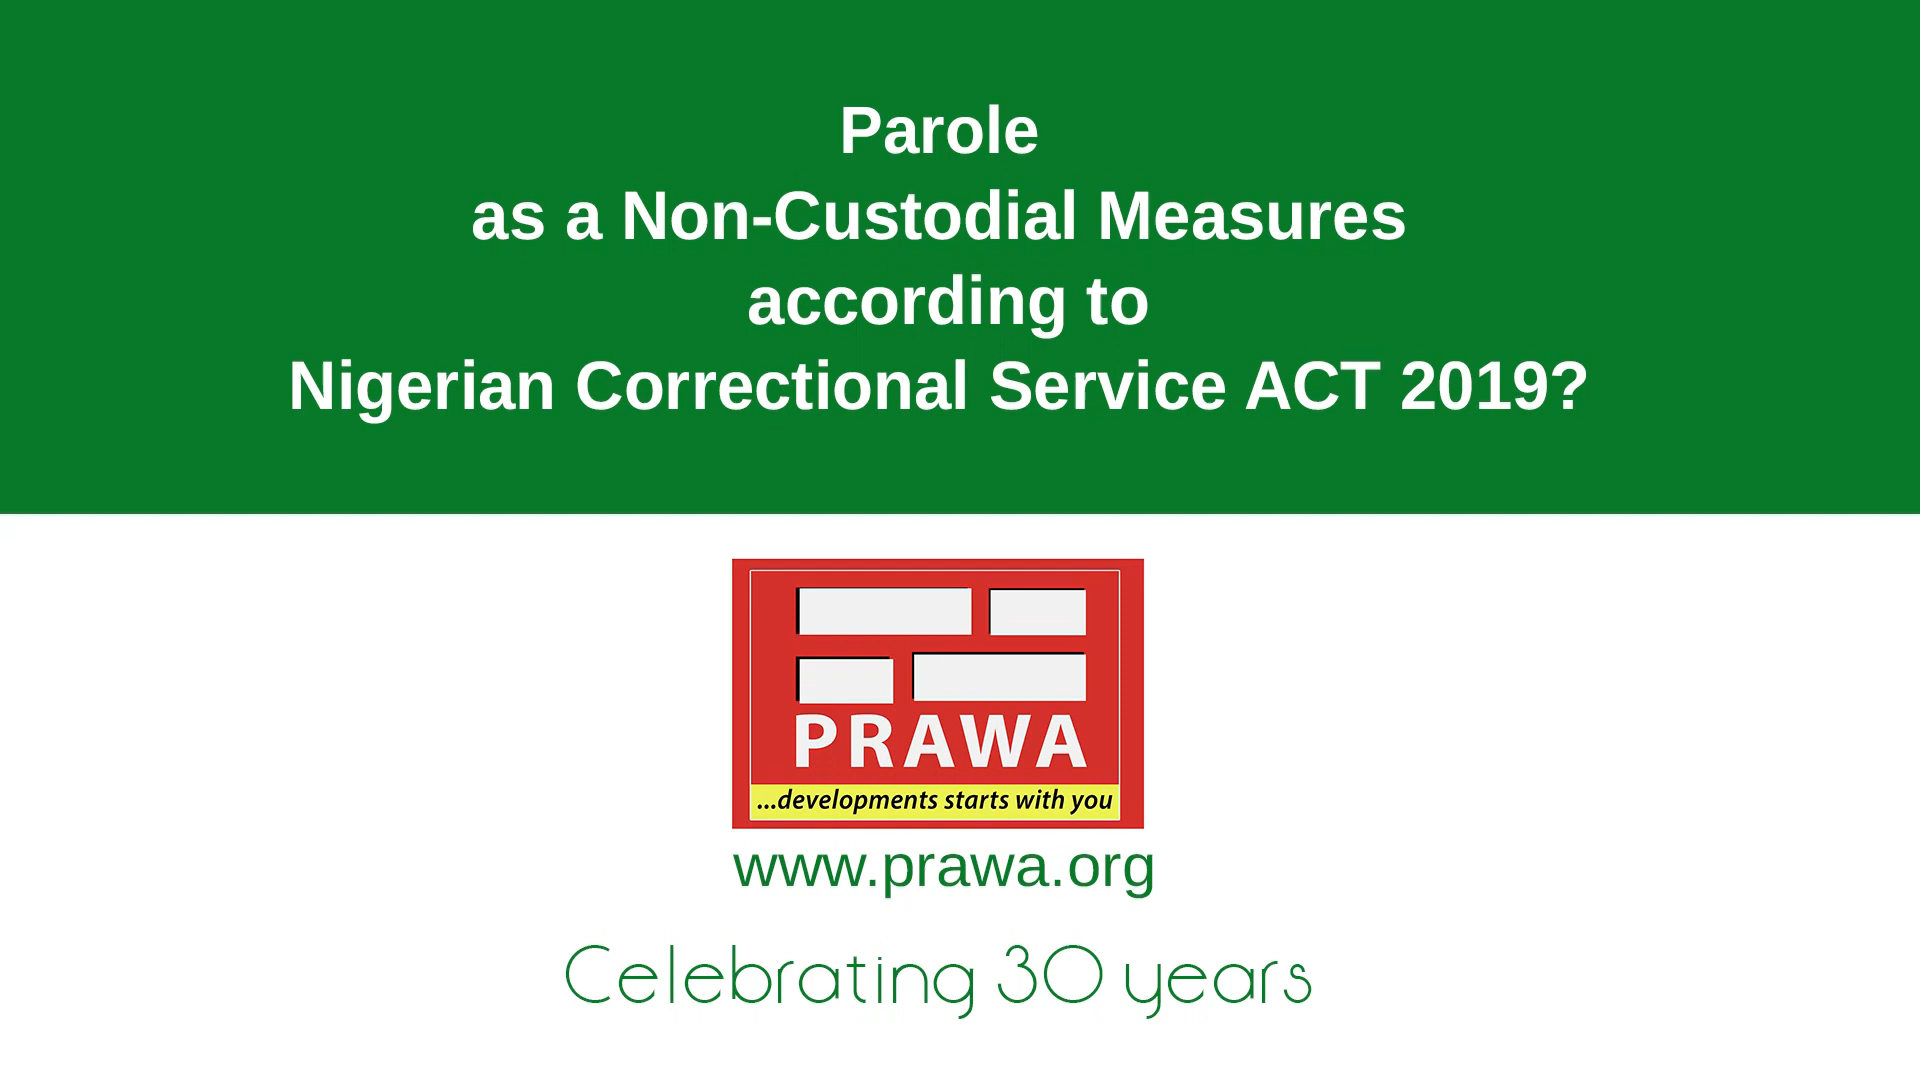 Parole
as a Non-Custodial Measures
according to
Nigerian Correctional Service ACT 2019?
PRAWA
...developments starts with you
www.prawa.org
Celebrating 30 years